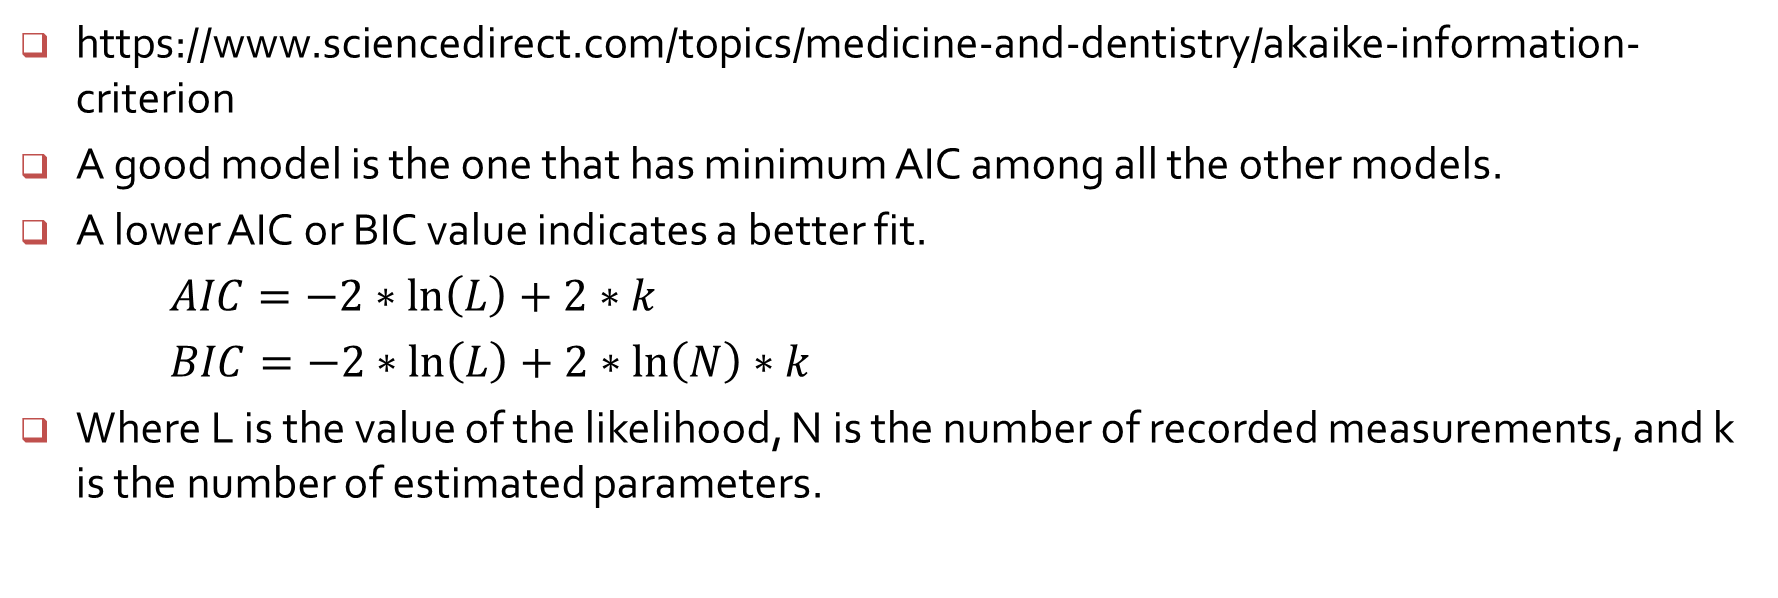 https://www.sciencedirect.com/topics/medicine-and-dentistry/akaike-information-
criterion
A good model is the one that has minimum AIC among all the other models.
A lower AIC or BIC value indicates a better fit.
AIC = −2 ∗ ln(L) + 2 ∗ k
BIC = −2 ∗ ln(L) + 2 ∗ ln(N) ∗ k
Where L is the value of the likelihood, N is the number of recorded measurements, and k
is the number of estimated parameters.